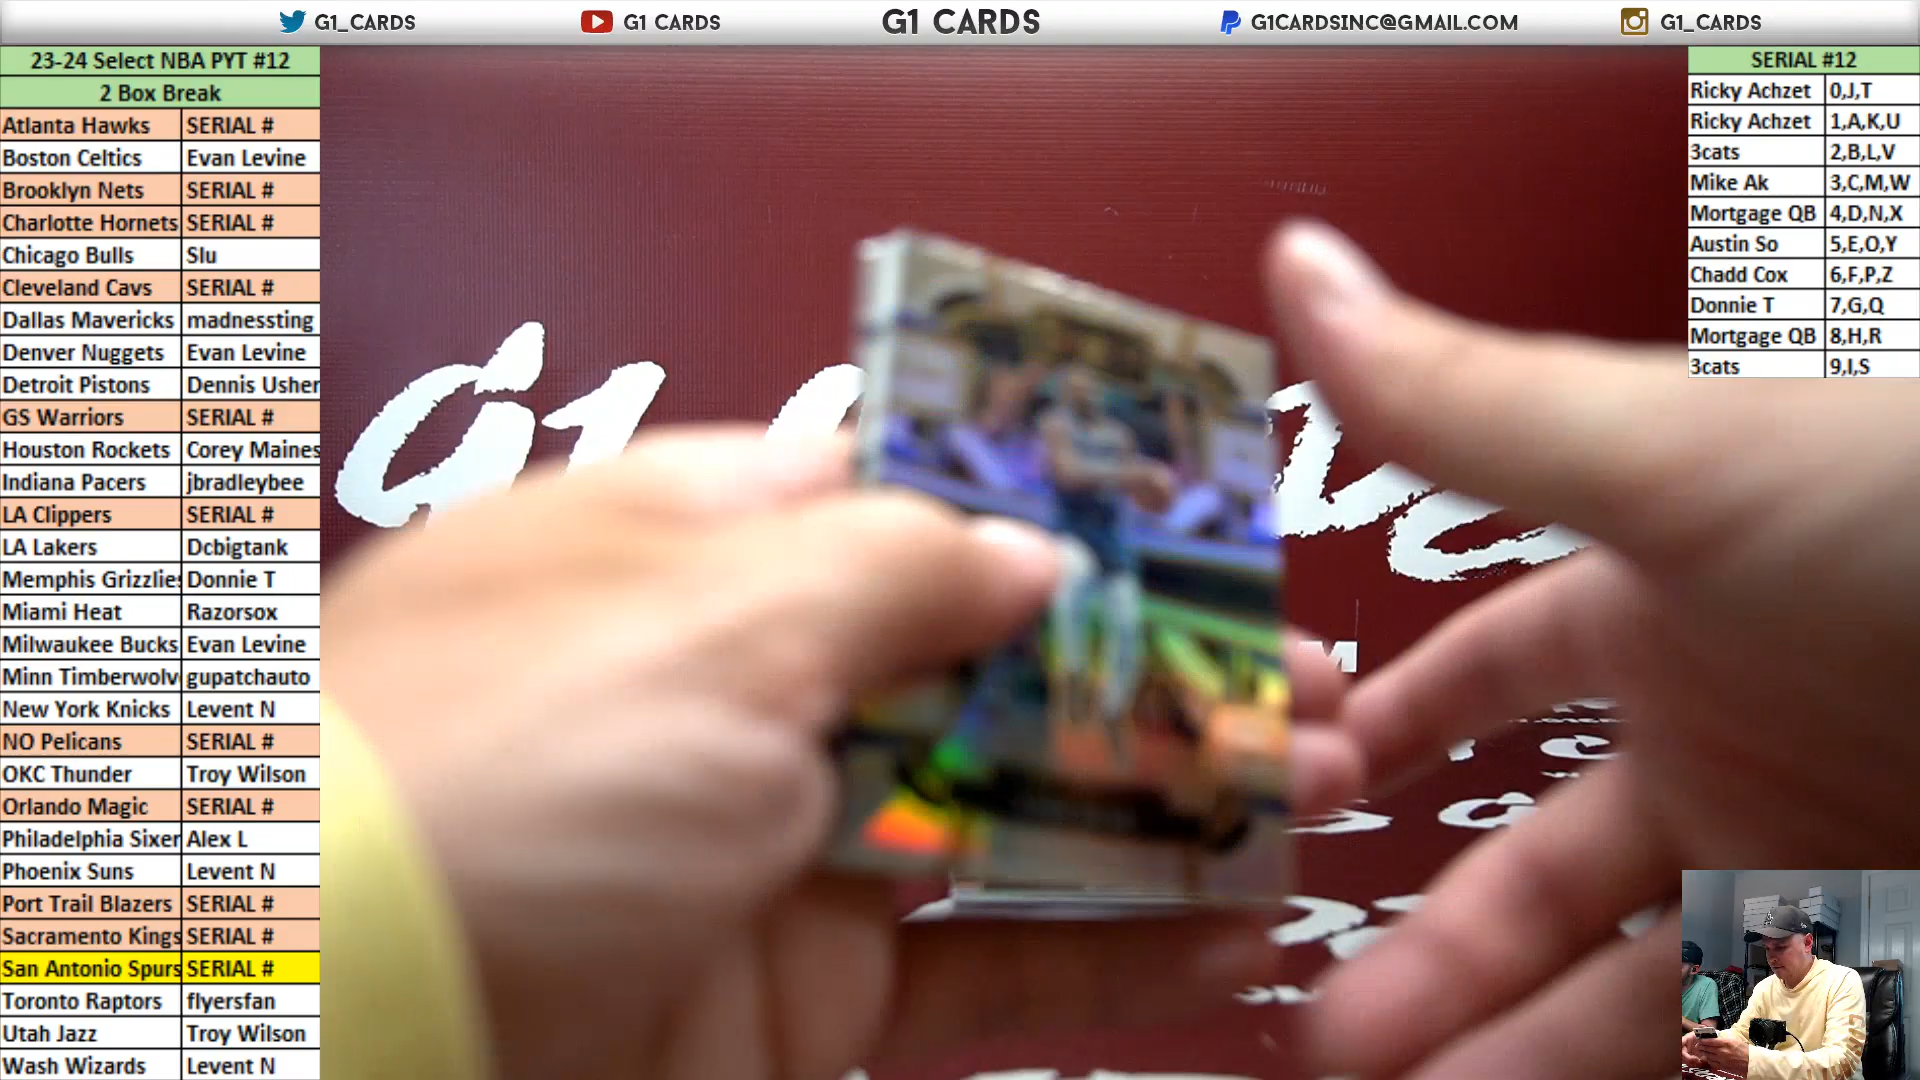 G1_CARDS
G1 CARDS
G1 CARDS
G1CARDSINC@GMAIL.COM
G1_CARDS
23-24 Select NBA PYT #12
2 Box Break
Atlanta Hawks SERIAL #
Boston Celtics Evan Levine
Brooklyn Nets SERIAL #
Charlotte Hornets SERIAL #
Chicago Bulls Slu
Cleveland Cavs SERIAL #
Dallas Mavericks madnessting
Denver Nuggets Evan Levine
Detroit Pistons Dennis Usher
GS Warriors SERIAL #
Houston Rockets Corey Maines
Indiana Pacers jbradleybee
LA Clippers SERIAL #
LA Lakers Dcbigtank
Memphis Grizzlies Donnie T
Miami Heat Razorsox
Milwaukee Bucks Evan Levine
Minn Timberwolv gupatchauto
New York Knicks Levent N
NO Pelicans SERIAL #
OKC Thunder Troy Wilson
Orlando Magic SERIAL #
Philadelphia Sixer Alex L
Phoenix Suns Levent N
Port Trail Blazers SERIAL #
Sacramento Kings SERIAL #
San Antonio Spurs SERIAL #
Toronto Raptors flyersfan
Utah Jazz Troy Wilson
Wash Wizards Levent N
SERIAL #12
Ricky Achzet 0,J,T
Ricky Achzet 1,A,K,U
3cats 2,B,L,V
Mike Ak 3,C,M,W
Mortgage QB 4,D,N,X
Austin So 5,E,O,Y
Chadd Cox 6,F,P,Z
Donnie T 7,G,Q
Mortgage QB 8,H,R
3cats 9,I,S
G1